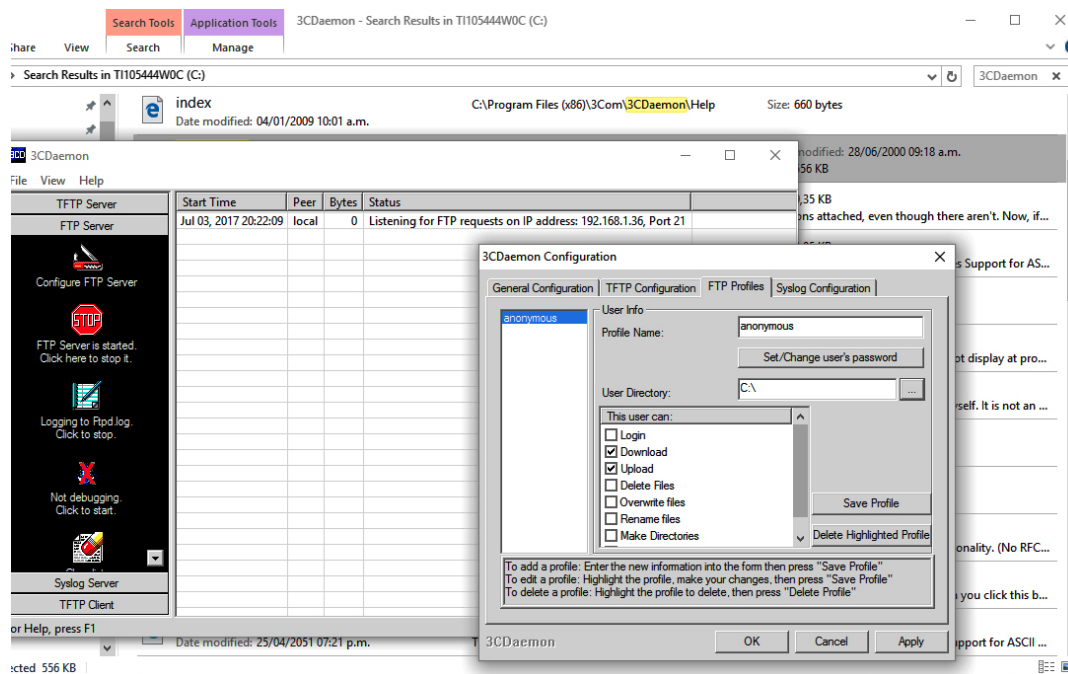 Search Tools
Application Tools
3CDaemon - Search Results in TI105444W0C (C:)
View
Search
Manage
Search Results in TI105444W0C (C:)
3CDaemon
index
C:\Program Files (x86)\3Com\3CDaemon\Help
Size: 660 bytes
Date modified: 04/01/2009 10:01 a.m.
3CDaemon
modified: 28/06/2000 09:18 a.m.
File View Help
TFTP Server
FTP Server
Configure FTP Server
FTP Server is started.
Click here to stop it.
Logging to Ftpd.log.
Click to stop.
Not debugging.
Click to start.
Syslog Server
TFTP Client
Start Time
Peer
Bytes
Status
Jul 03, 2017 20:22:09
local
0
Listening for FTP requests on IP address: 192.168.1.36, Port 21
,35 KB
attached, even though there aren't. Now, if...
Support for AS...
display at pro...
It is not an ...
(No RFC...
you click this b...
for ASCII ...
3CDaemon Configuration
General Configuration
TFTP Configuration
FTP Profiles
Syslog Configuration
anonymous
User Info
Profile Name:
anonymous
Set/Change user's password
User Directory:
C:\
...
This user can:
Login
Download
Upload
Delete Files
Overwrite files
Rename files
Make Directories
Save Profile
Delete Highlighted Profile
To add a profile: Enter the new information into the form then press "Save Profile"
To edit a profile: Highlight the profile, make your changes, then press "Save Profile"
To delete a profile: Highlight the profile to delete, then press "Delete Profile"
3CDaemon
OK
Cancel
Apply
or Help, press F1
Date modified: 25/04/2051 07:21 p.m.
556 KB